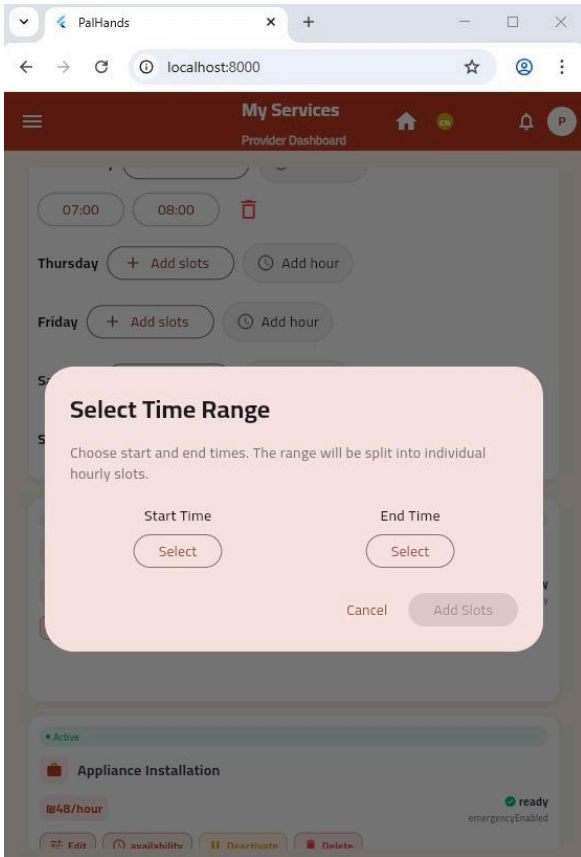 PalHands
localhost:8000
My Services
Provider Dashboard
EN
P
07:00 08:00
Thursday + Add slots Add hour
Friday + Add slots Add hour
Select Time Range
Choose start and end times. The range will be split into individual
hourly slots.
Start Time End Time
Select Select
Cancel Add Slots
Active
Appliance Installation
₪48/hour
ready
emergencyEnabled
Edit availability Deactivate Delete